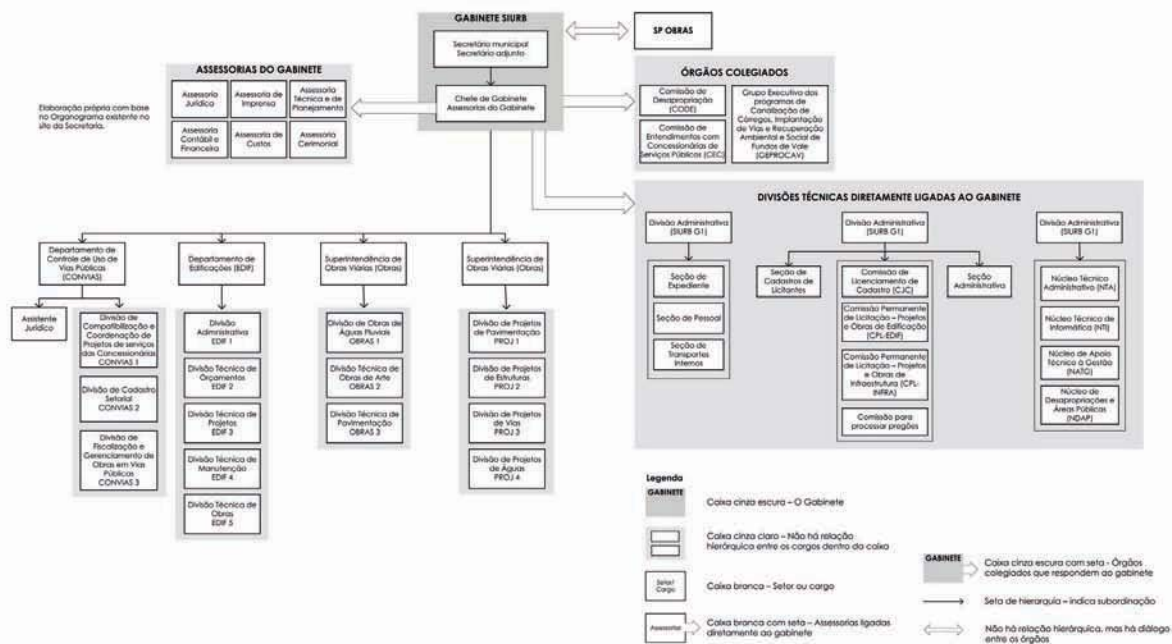 GABINETE SIURB
Secretário municipal
Secretário adjunto
Chefe de Gabinete
Assessorias do Gabinete
SP OBRAS
ASSESSORIAS DO GABINETE
Assessoria
Jurídico
Assessoria de
Imprensa
Assessoria
Técnica e de
Planejamento
Assessoria
Contábil e
Financeira
Assessoria de
Custos
Assessoria
Cerimonial
Elaboração própria com base
no Organograma existente no
site da Secretaria.
ÓRGÃOS COLEGIADOS
Comissão de
Desapropriação
(CODE)
Comissão de
Entendimentos com
Concessionárias de
Serviços Públicos (CEC)
Grupo Executivo dos
programas de
Canalização de
Córregos, Implantação
de Vias e Recuperação
Ambiental e Social de
Fundos de Vale
(GEPROCAV)
DIVISÕES TÉCNICAS DIRETAMENTE LIGADAS AO GABINETE
Divisão Administrativa
(SIURB G1)
Seção de
Expediente
Seção de Pessoal
Seção de
Transportes
Internos
Divisão Administrativa
(SIURB G1)
Seção de
Cadastros de
Licitantes
Comissão de
Licenciamento de
Cadastro (CJC)
Comissão Permanente
de Licitação – Projetos
e Obras de Edificação
(CPL-EDIF)
Comissão Permanente
de Licitação – Projetos
e Obras de
Infraestrutura (CPL-
INFRA)
Comissão para
processar pregões
Seção
Administrativa
Divisão Administrativa
(SIURB G1)
Núcleo Técnico
Administrativo (NTA)
Núcleo Técnico de
Informática (NTI)
Núcleo de Apoio
Técnico à Gestão
(NATG)
Núcleo de
Desapropriações e
Áreas Públicas
(NDAP)
Departamento de
Controle de Uso de
Vias Públicas
(CONVIAS)
Assistente
Jurídico
Divisão de
Compatibilização e
Coordenação de
Projetos de serviços
das Concessionárias
CONVIAS 1
Divisão de Cadastro
Setorial
CONVIAS 2
Divisão de
Fiscalização e
Gerenciamento de
Obras em Vias
Públicas
CONVIAS 3
Departamento de
Edificações (EDIF)
Divisão
Administrativa
EDIF 1
Divisão Técnica de
Orçamentos
EDIF 2
Divisão Técnica de
Projetos
EDIF 3
Divisão Técnica de
Manutenção
EDIF 4
Divisão Técnica de
Obras
EDIF 5
Superintendência de
Obras Viárias (Obras)
Divisão de Obras de
Águas Pluviais
OBRAS 1
Divisão Técnica de
Obras de Arte
OBRAS 2
Divisão Técnica de
Pavimentação
OBRAS 3
Superintendência de
Obras Viárias (Obras)
Divisão de Projetos
de Pavimentação
PROJ 1
Divisão de Projetos
de Estruturas
PROJ 2
Divisão de Projetos
de Vias
PROJ 3
Divisão de Projetos
de Águas
PROJ 4
Legenda
GABINETE
Caixa cinza escura – O Gabinete
Caixa cinza claro – Não há relação
hierárquica entre os cargos dentro da caixa
Setor/
Cargo
Caixa branca – Setor ou cargo
Assessorias
Caixa branca com seta – Assessorias ligadas
diretamente ao gabinete
GABINETE
Caixa cinza escura com seta - Órgãos
colegiados que respondem ao gabinete
Seta de hierarquia – indica subordinação
Não há relação hierárquica, mas há diálogo
entre os órgãos